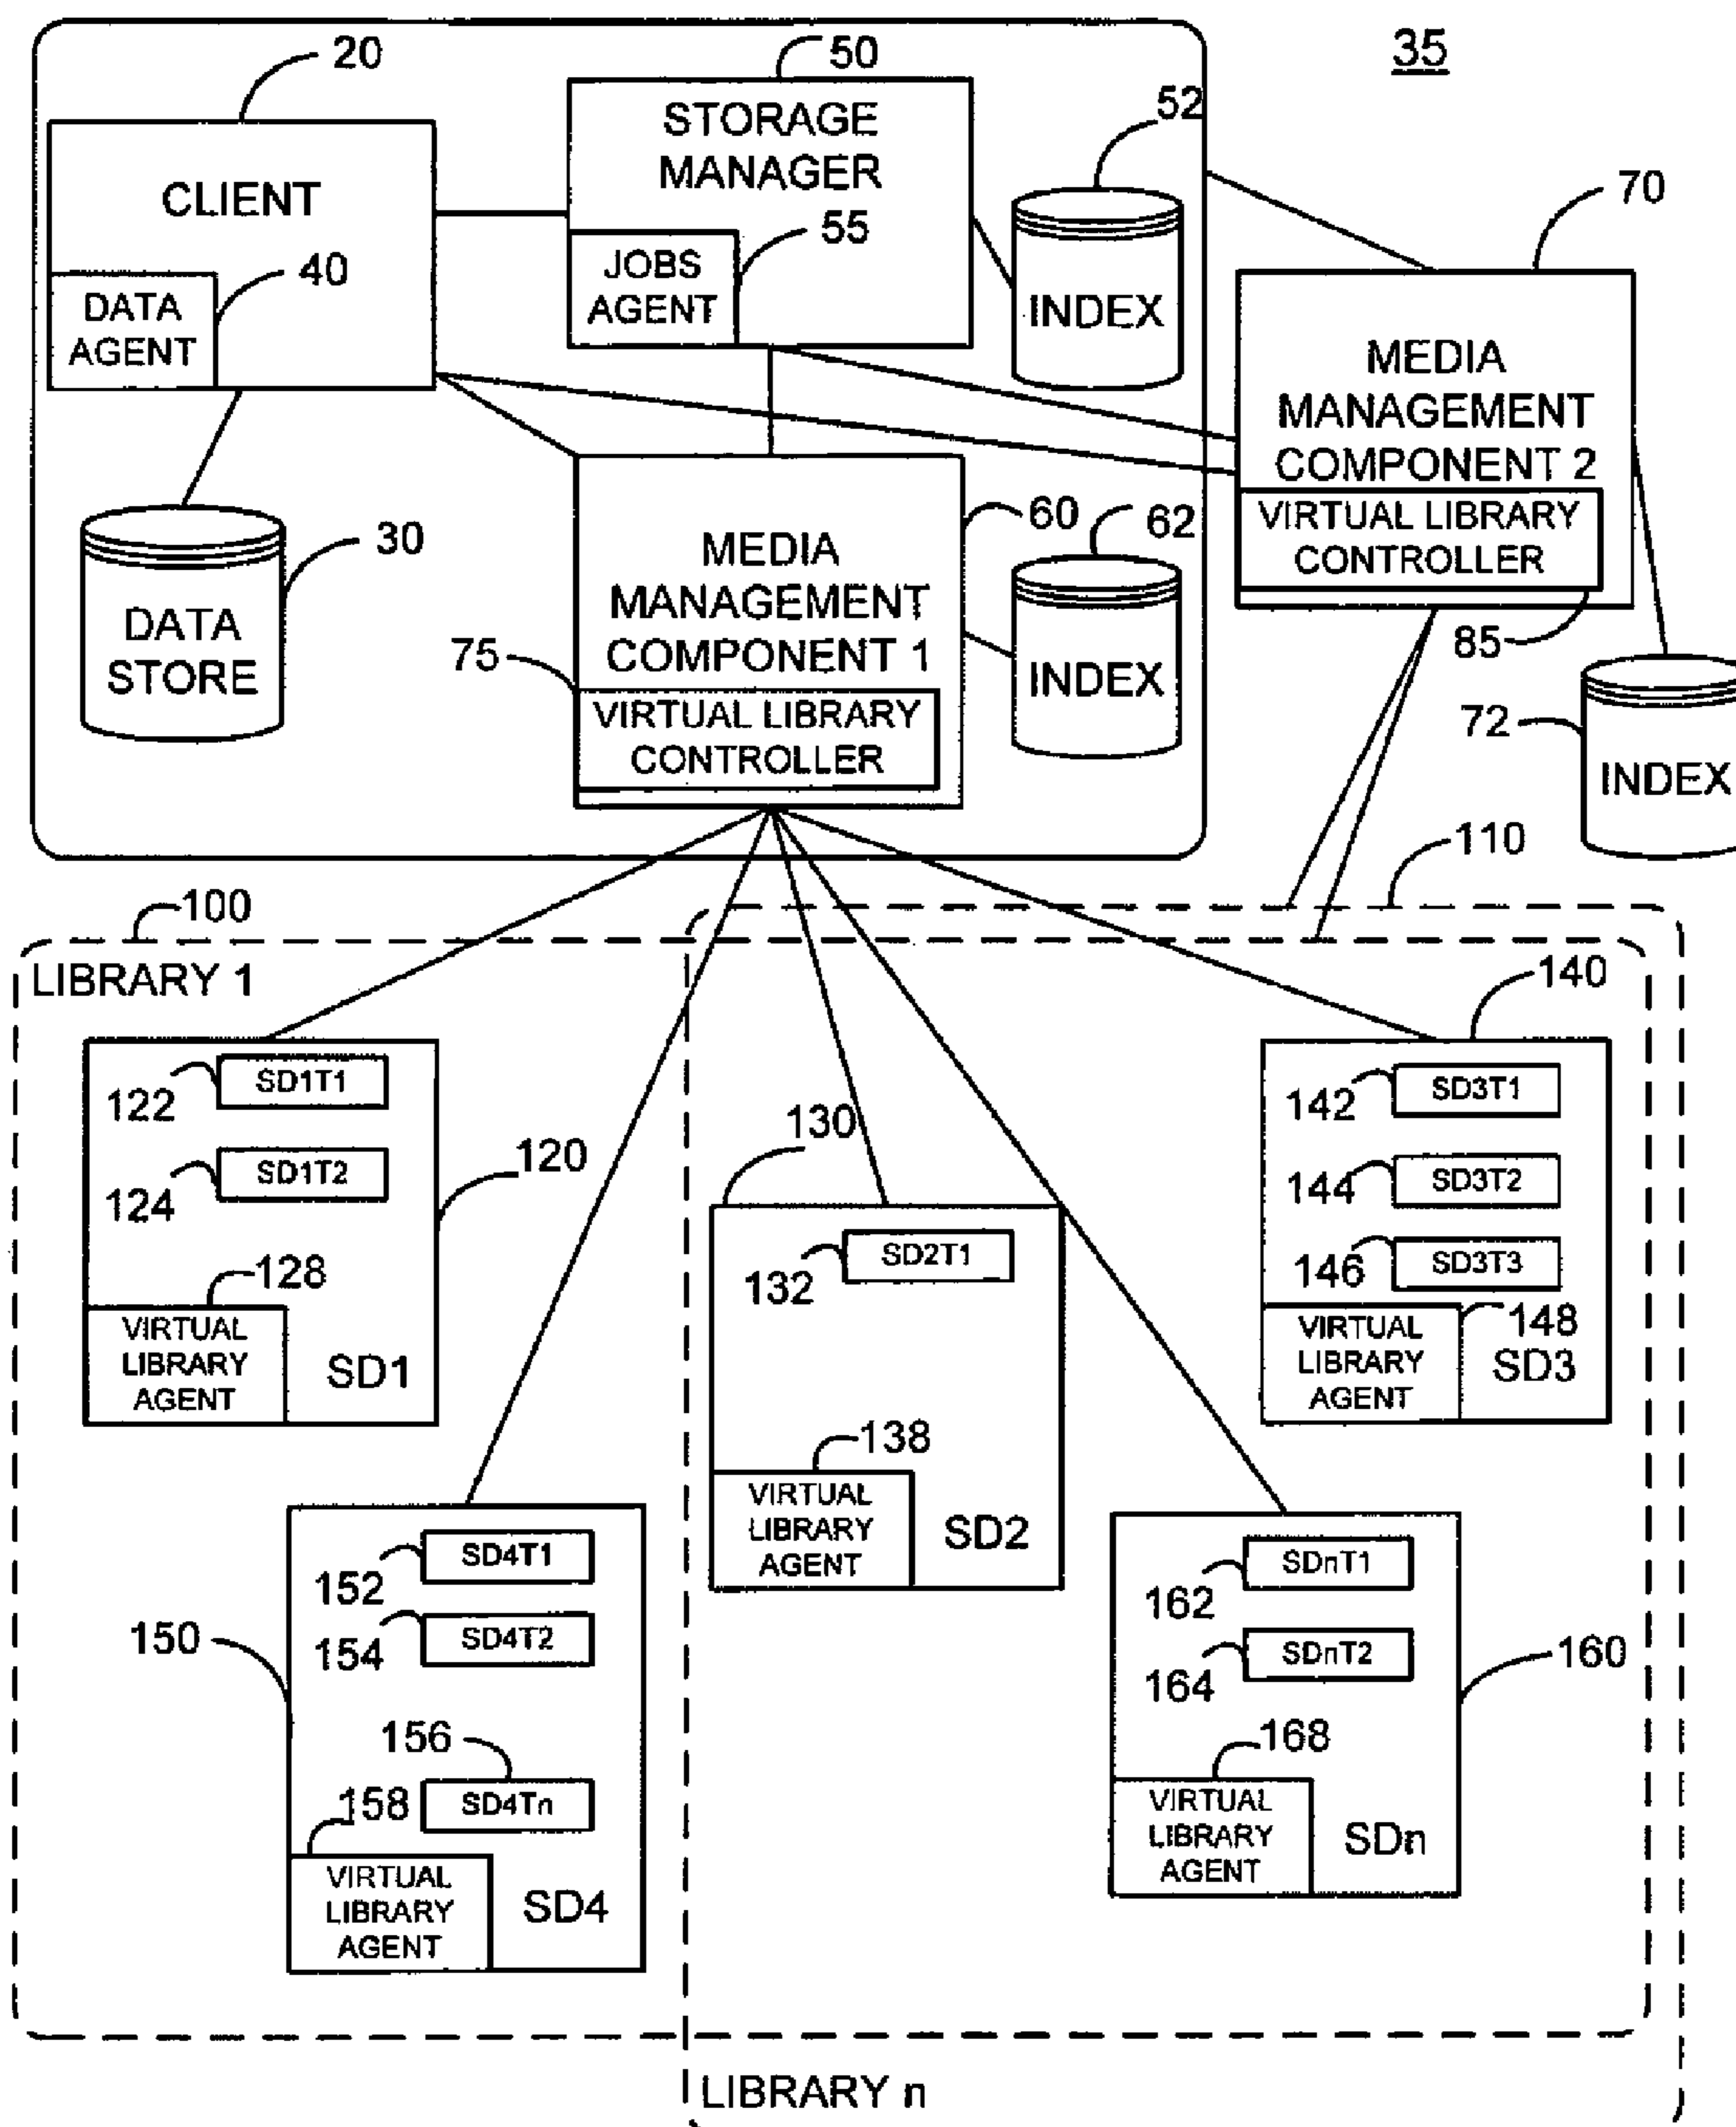 35
20
50
52
CLIENT
STORAGE
MANAGER
70
40
JOBS
AGENT
55
INDEX
DATA
AGENT
MEDIA
MANAGEMENT
COMPONENT 2
VIRTUAL LIBRARY
CONTROLLER
85
30
DATA
STORE
60
62
MEDIA
MANAGEMENT
COMPONENT 1
75
VIRTUAL LIBRARY
CONTROLLER
INDEX
72
INDEX
110
100
LIBRARY 1
140
122
SD1T1
124
SD1T2
120
128
VIRTUAL
LIBRARY
AGENT
SD1
130
132
SD2T1
138
VIRTUAL
LIBRARY
AGENT
SD2
142
SD3T1
144
SD3T2
146
SD3T3
148
VIRTUAL
LIBRARY
AGENT
SD3
150
152
SD4T1
154
SD4T2
156
SD4Tn
158
VIRTUAL
LIBRARY
AGENT
SD4
162
SDnT1
164
SDnT2
160
168
VIRTUAL
LIBRARY
AGENT
SDn
LIBRARY n